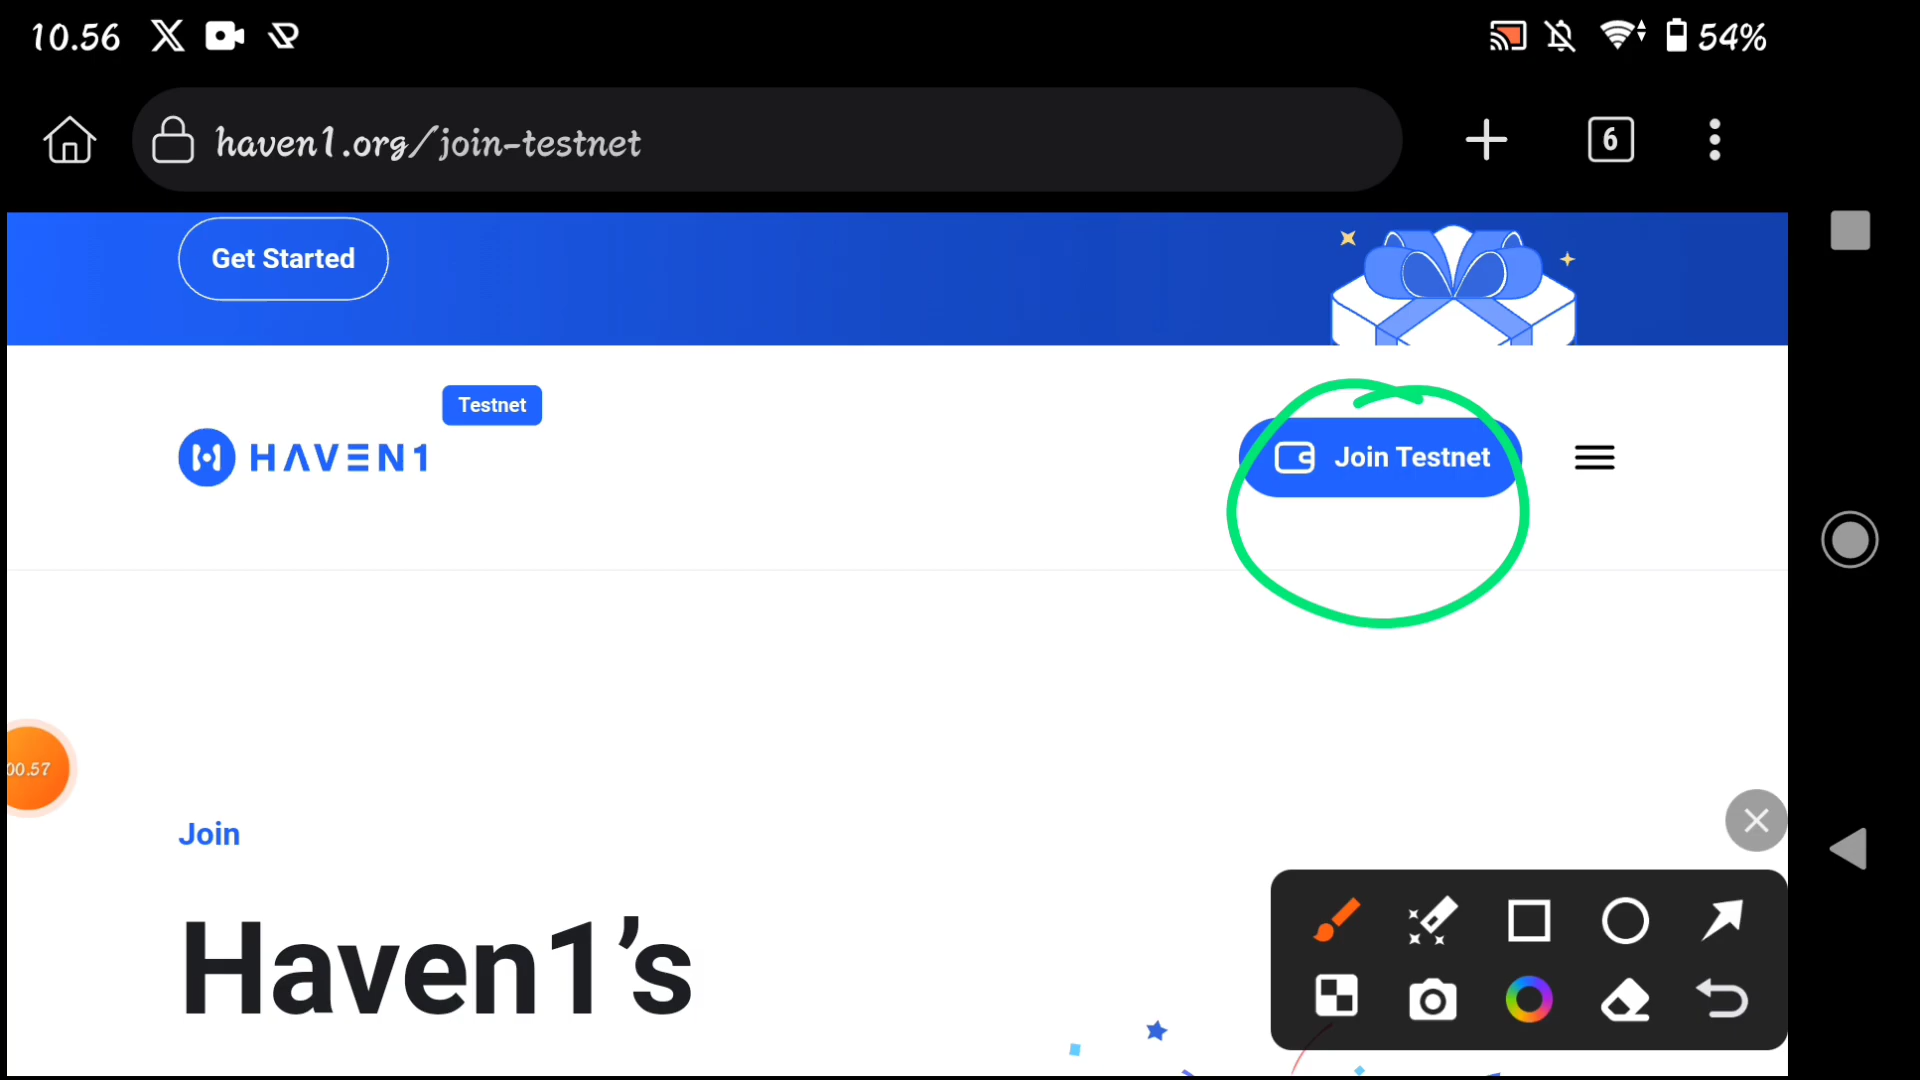 10.56
54%
haven1.org/join-testnet
6
Get Started
Testnet
HAVEN1
Join Testnet
00.57
Join
Haven1’s